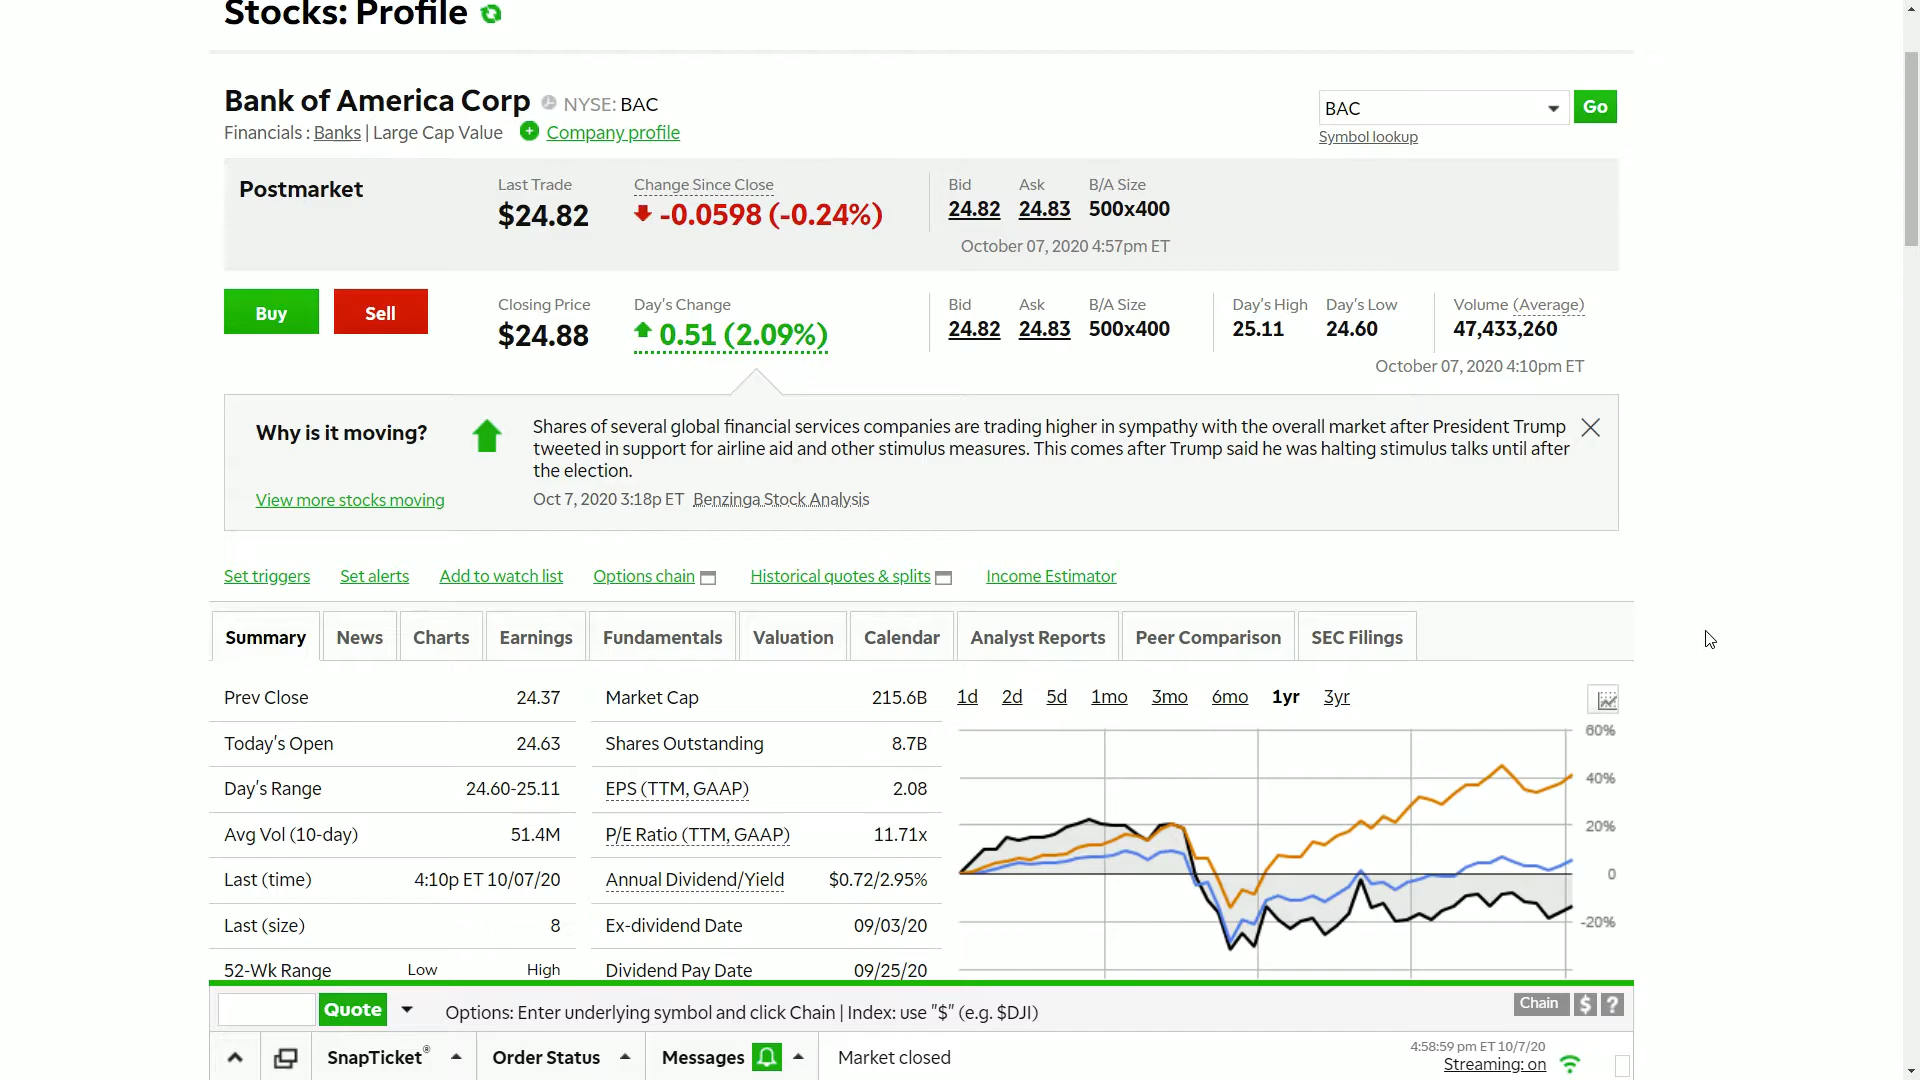 Stocks: Profile
Bank of America Corp NYSE: BAC
BAC
Go
Financials : Banks | Large Cap Value Company profile
Symbol lookup
Postmarket
Last Trade Change Since Close Bid Ask B/A Size
$24.82 -0.0598 (-0.24%) 24.82 24.83 500x400
October 07, 2020 4:57pm ET
Buy Sell
Closing Price Day's Change Bid Ask B/A Size Day's High Day's Low Volume (Average)
$24.88 0.51 (2.09%) 24.82 24.83 500x400 25.11 24.60 47,433,260
October 07, 2020 4:10pm ET
Why is it moving?
Shares of several global financial services companies are trading higher in sympathy with the overall market after President Trump
tweeted in support for airline aid and other stimulus measures. This comes after Trump said he was halting stimulus talks until after
the election.
View more stocks moving
Oct 7, 2020 3:18p ET Benzinga Stock Analysis
Set triggers Set alerts Add to watch list Options chain Historical quotes & splits Income Estimator
Summary News Charts Earnings Fundamentals Valuation Calendar Analyst Reports Peer Comparison SEC Filings
Prev Close 24.37
Today's Open 24.63
Day's Range 24.60-25.11
Avg Vol (10-day) 51.4M
Last (time) 4:10p ET 10/07/20
Last (size) 8
52-Wk Range Low High
Market Cap 215.6B
Shares Outstanding 8.7B
EPS (TTM, GAAP) 2.08
P/E Ratio (TTM, GAAP) 11.71x
Annual Dividend/Yield $0.72/2.95%
Ex-dividend Date 09/03/20
Dividend Pay Date 09/25/20
1d 2d 5d 1mo 3mo 6mo 1yr 3yr
60%
40%
20%
0
-20%
Quote Options: Enter underlying symbol and click Chain | Index: use "$" (e.g. $DJI) Chain $ ?
SnapTicket® Order Status Messages Market closed
4:58:59 pm ET 10/7/20
Streaming: on